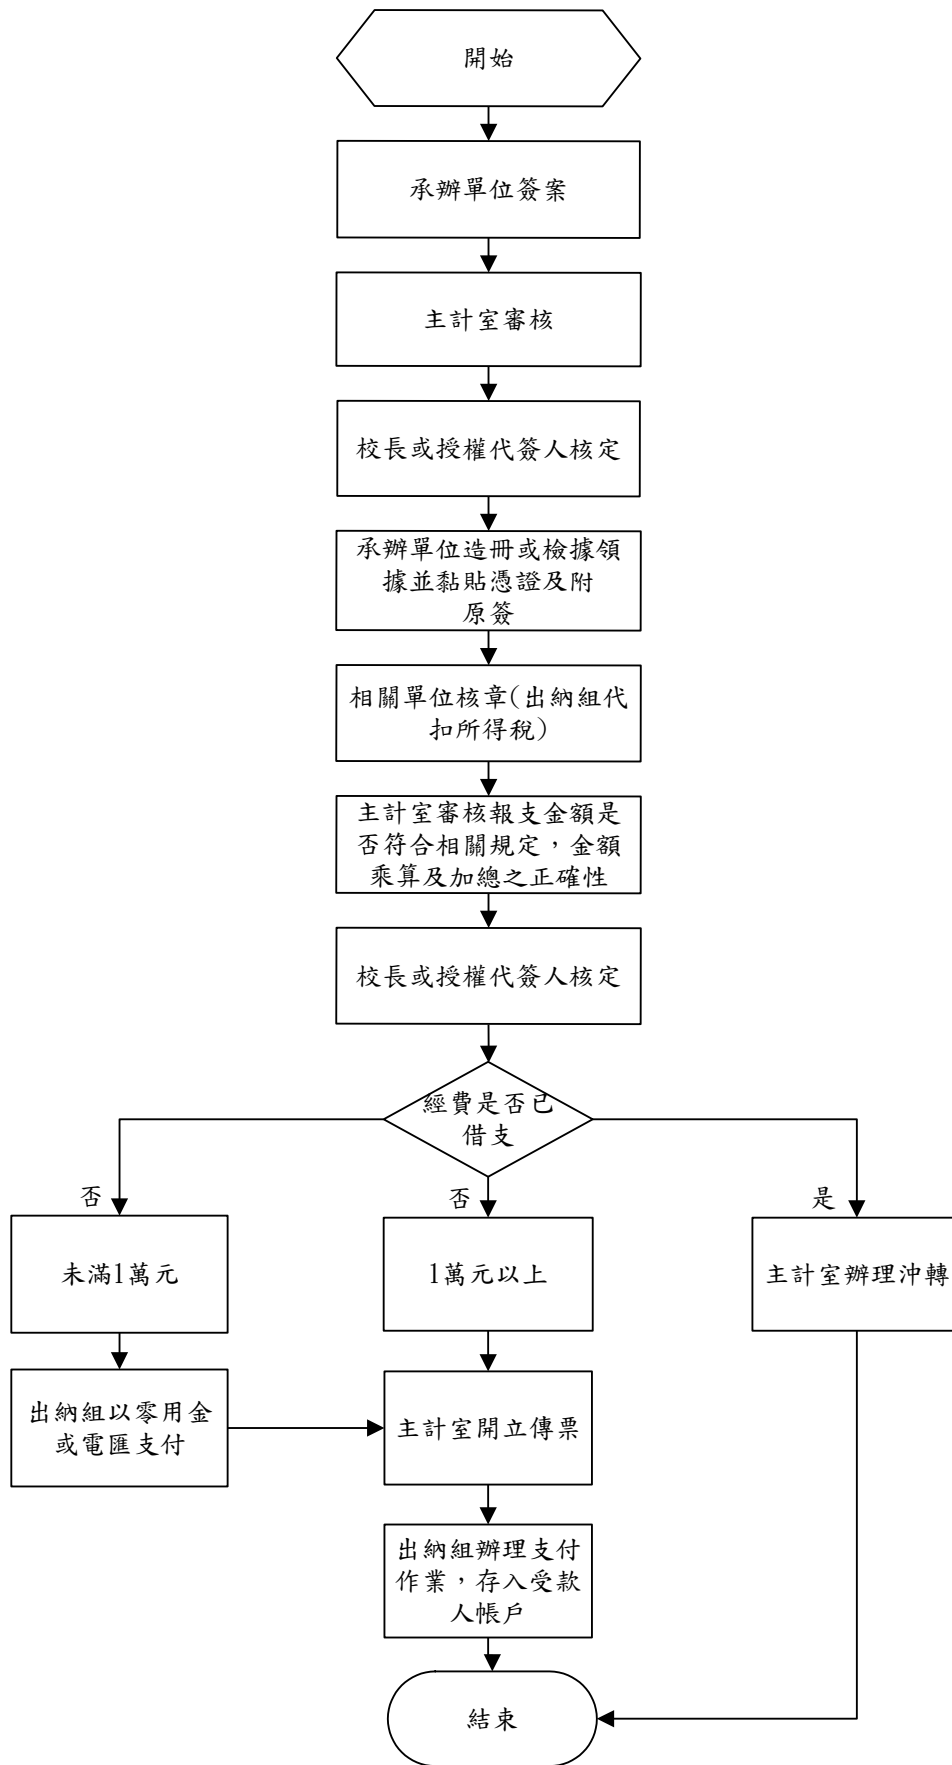 開始
承辦單位簽案
主計室審核
校長或授權代簽人核定
承辦單位造冊或檢據領
據並黏貼憑證及附
原簽
相關單位核章(出納組代
扣所得稅)
主計室審核報支金額是
否符合相關規定,金額
乘算及加總之正確性
校長或授權代簽人核定
經費是否已
借支
否
否
是
未滿1萬元
1萬元以上
主計室辦理沖轉
出納組以零用金
或電匯支付
主計室開立傳票
出納組辦理支付
作業,存入受款
人帳戶
結束